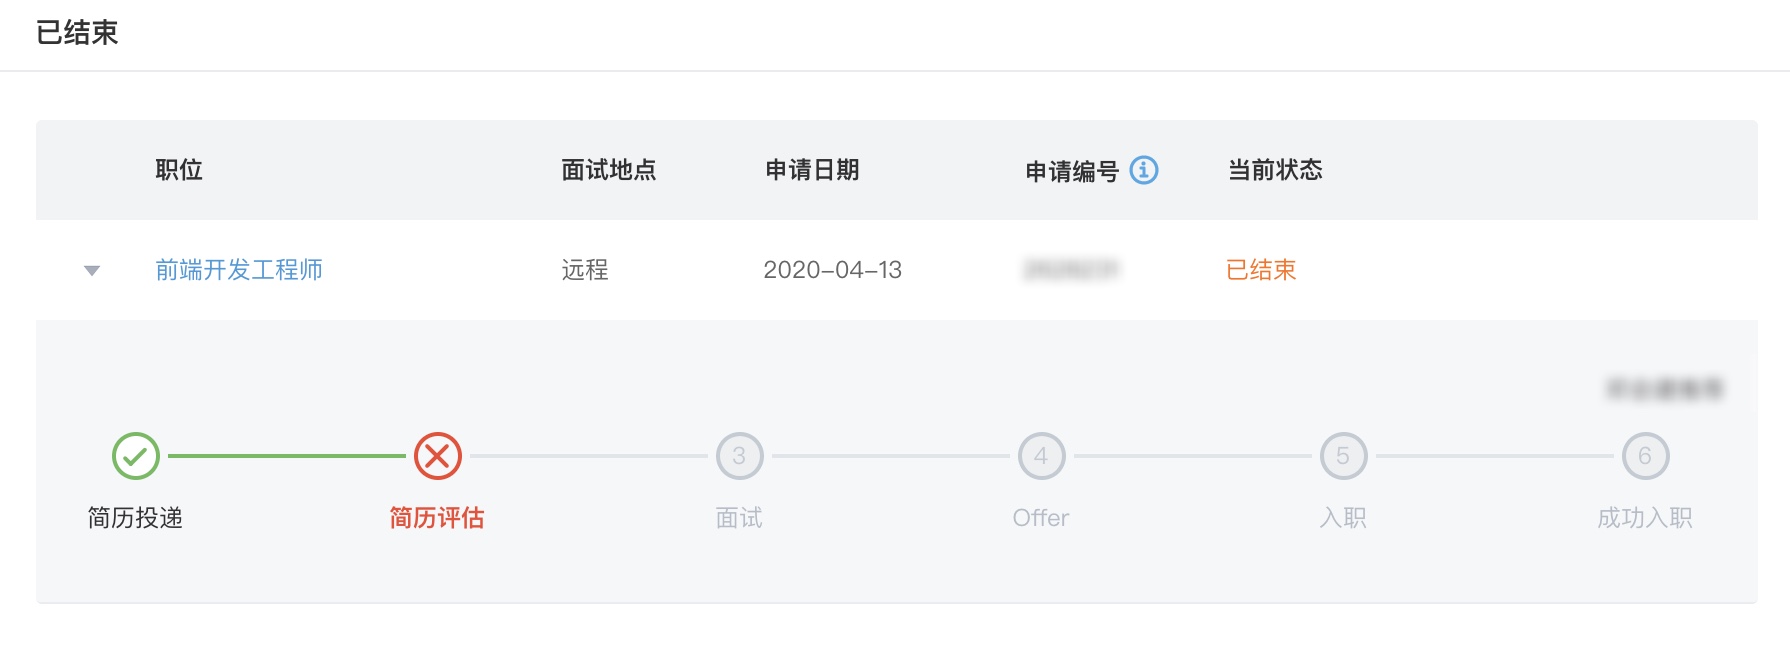 已结束
职位 面试地点 申请日期 申请编号 当前状态
前端开发工程师 远程 2020-04-13 已结束
3 4 5 6
简历投递 简历评估 面试 Offer 入职 成功入职